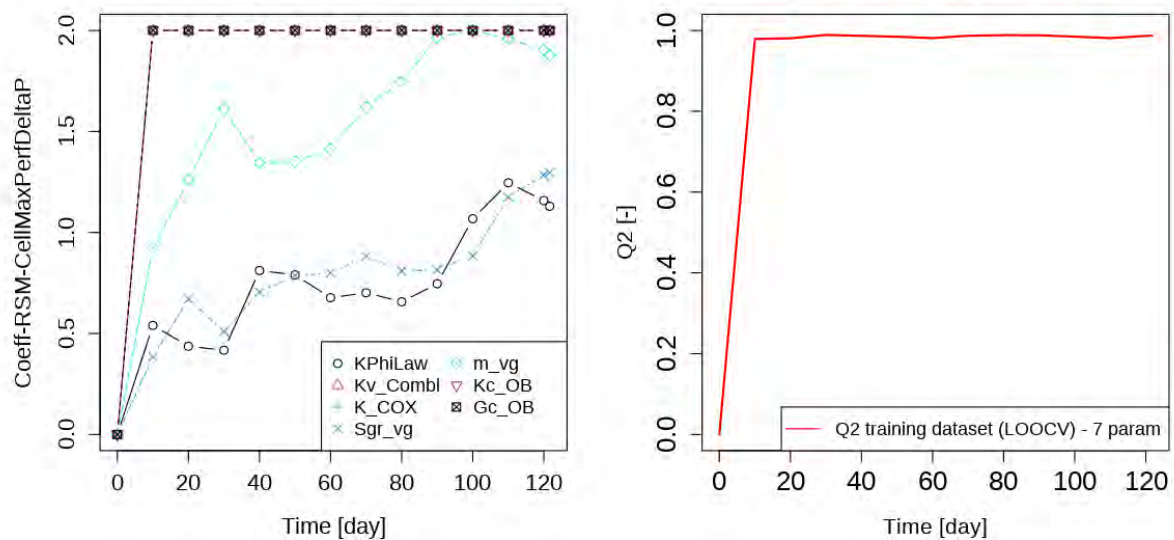 Coeff-RSM-CellMaxPerfDeltaP
2.0
1.5
1.0
0.5
0.0
KPhiLaw
Kv_Combl
K_COX
Sgr_vg
m_vg
Kc_OB
Gc_OB
0 20 40 60 80 100 120
Time [day]
Q2 [-]
1.0
0.8
0.6
0.4
0.2
0.0
Q2 training dataset (LOOCV) - 7 param
0 20 40 60 80 100 120
Time [day]